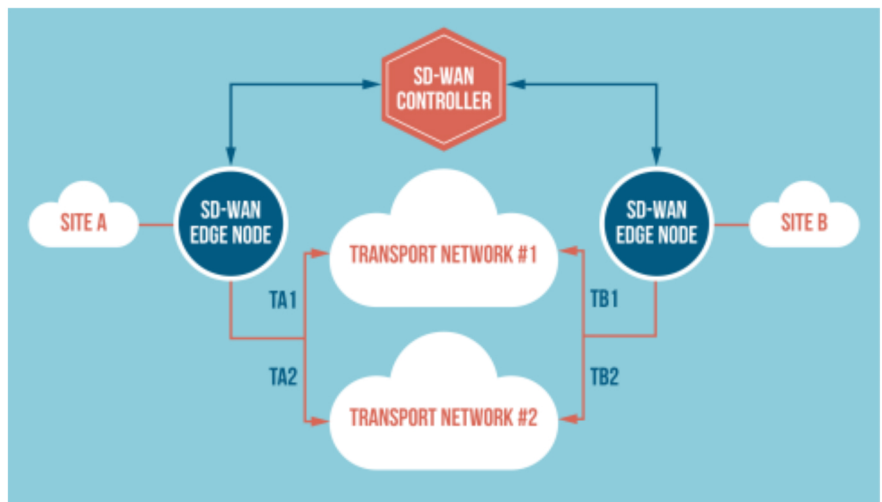 SD-WAN
CONTROLLER
SITE A
SD-WAN
EDGE NODE
SD-WAN
EDGE NODE
SITE B
TRANSPORT NETWORK #1
TA1
TB1
TA2
TB2
TRANSPORT NETWORK #2